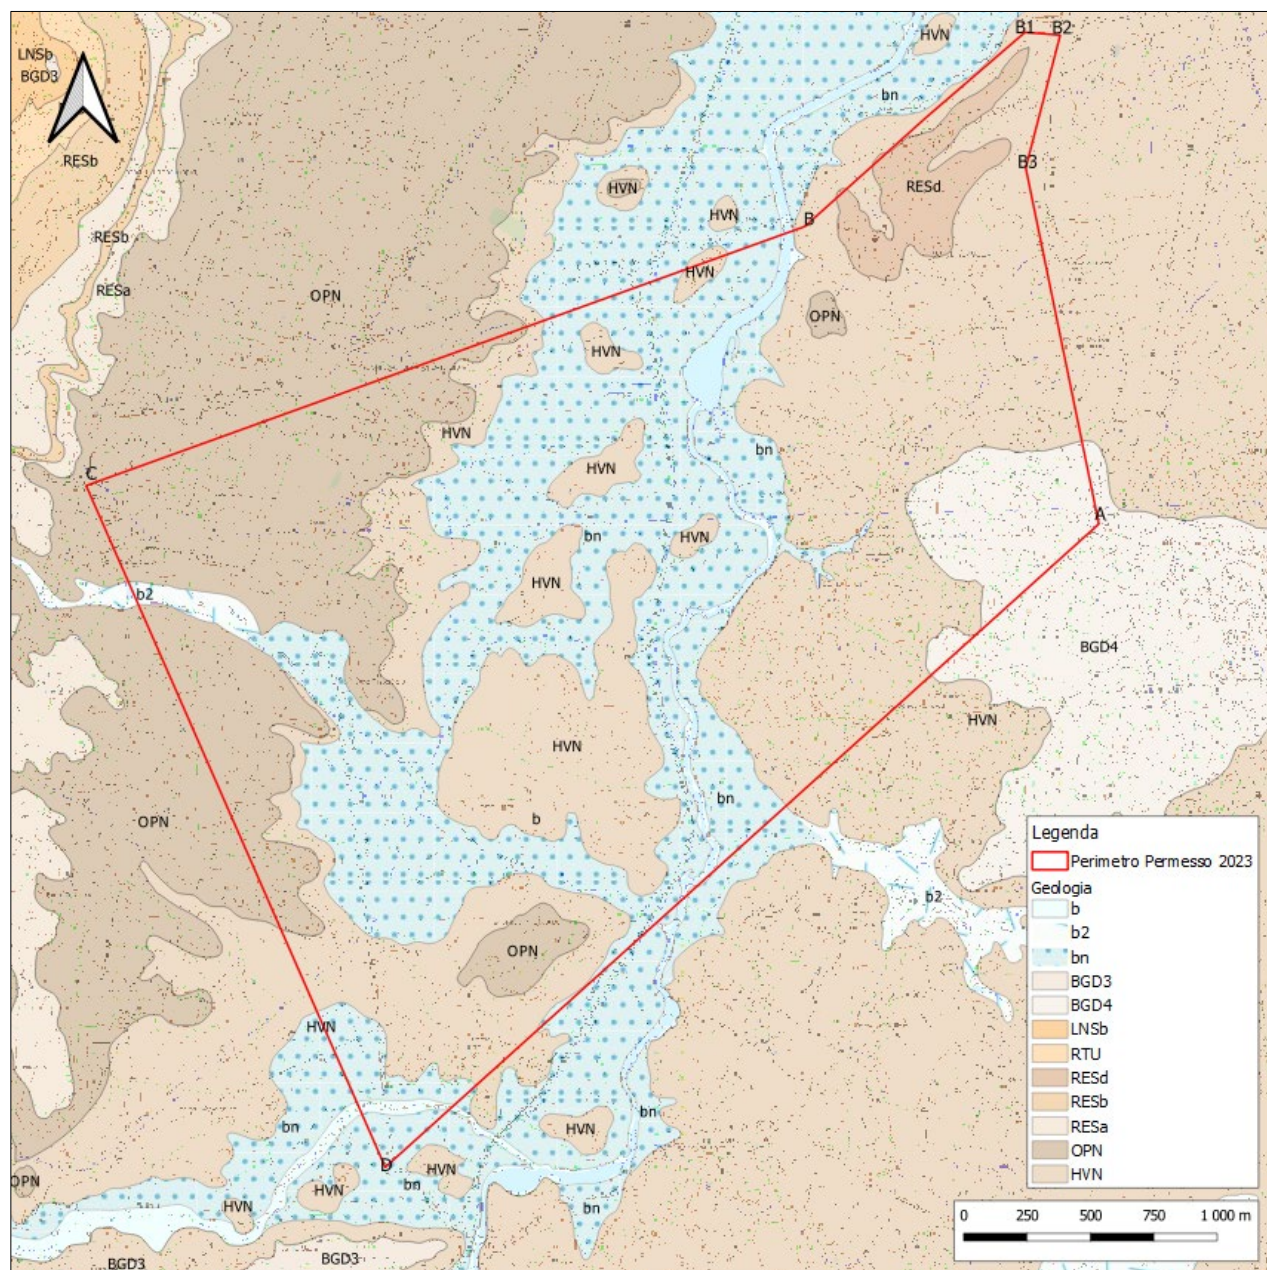 HVN
B1
B2
LNSb
BGD3
bn
RESb
B3
HVN
RESd
HVN
B
RESb
HVN
RESa
OPN
OPN
HVN
HVN
bn
HVN
C
A
bn
HVN
HVN
b2
BGD4
HVN
HVN
bn
b
OPN
b2
OPN
HVN
bn
bn
HVN
D
HVN
OPN
bn
HVN
HVN
bn
BGD3
BGD3
Legenda
Perimetro Permesso 2023
Geologia
b
b2
bn
BGD3
BGD4
LNSb
RTU
RESd
RESb
RESa
OPN
HVN
0 250 500 750 1 000 m